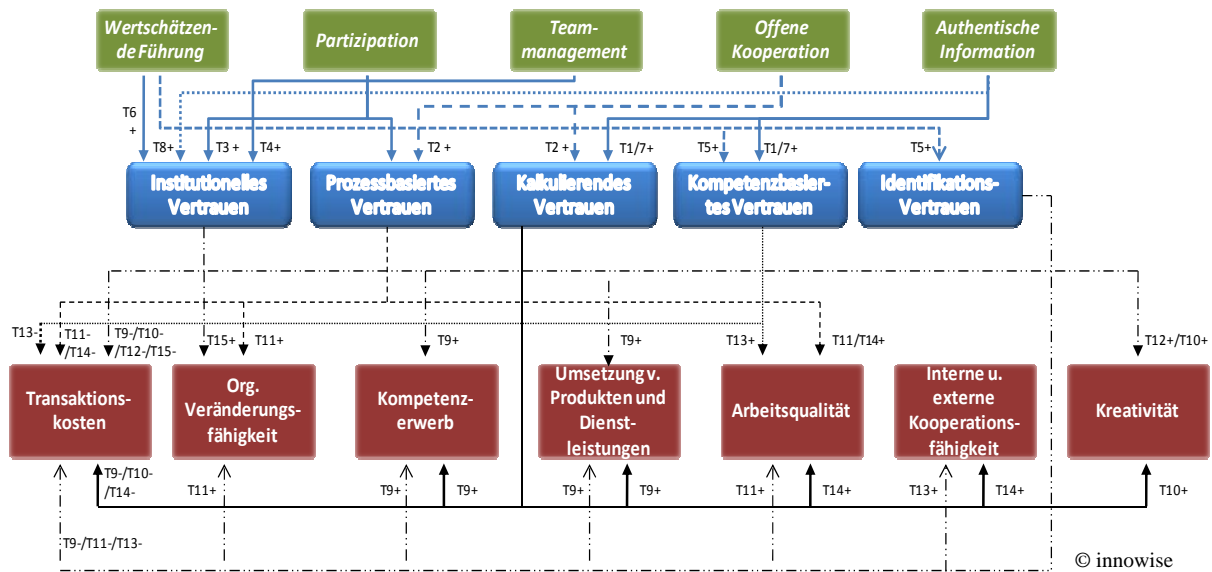 Wertschätzen-
de Führung
Partizipation
Team-
management
Offene
Kooperation
Authentische
Information
T6
+
T8+
T3 +
T4+
T2 +
T2 +
T1/7+
T5+
T1/7+
T5+
Institutionelles
Vertrauen
Prozessbasiertes
Vertrauen
Kalkulierendes
Vertrauen
Kompetenzbasier-
tes Vertrauen
Identifikations-
Vertrauen
T13-
T11-
/T14-
T9-/T10-
/T12-/T15-
T15+
T11+
T9+
T9+
T13+
T11/T14+
T12+/T10+
Transaktions-
kosten
Org.
Veränderungs-
fähigkeit
Kompetenz-
erwerb
Umsetzung v.
Produkten und
Dienst-
leistungen
Arbeitsqualität
Interne u.
externe
Kooperations-
fähigkeit
Kreativität
T9-/T10-
/T14-
T11+
T9+
T9+
T9+
T9+
T11+
T14+
T13+
T14+
T10+
T9-/T11-/T13-
© innowise